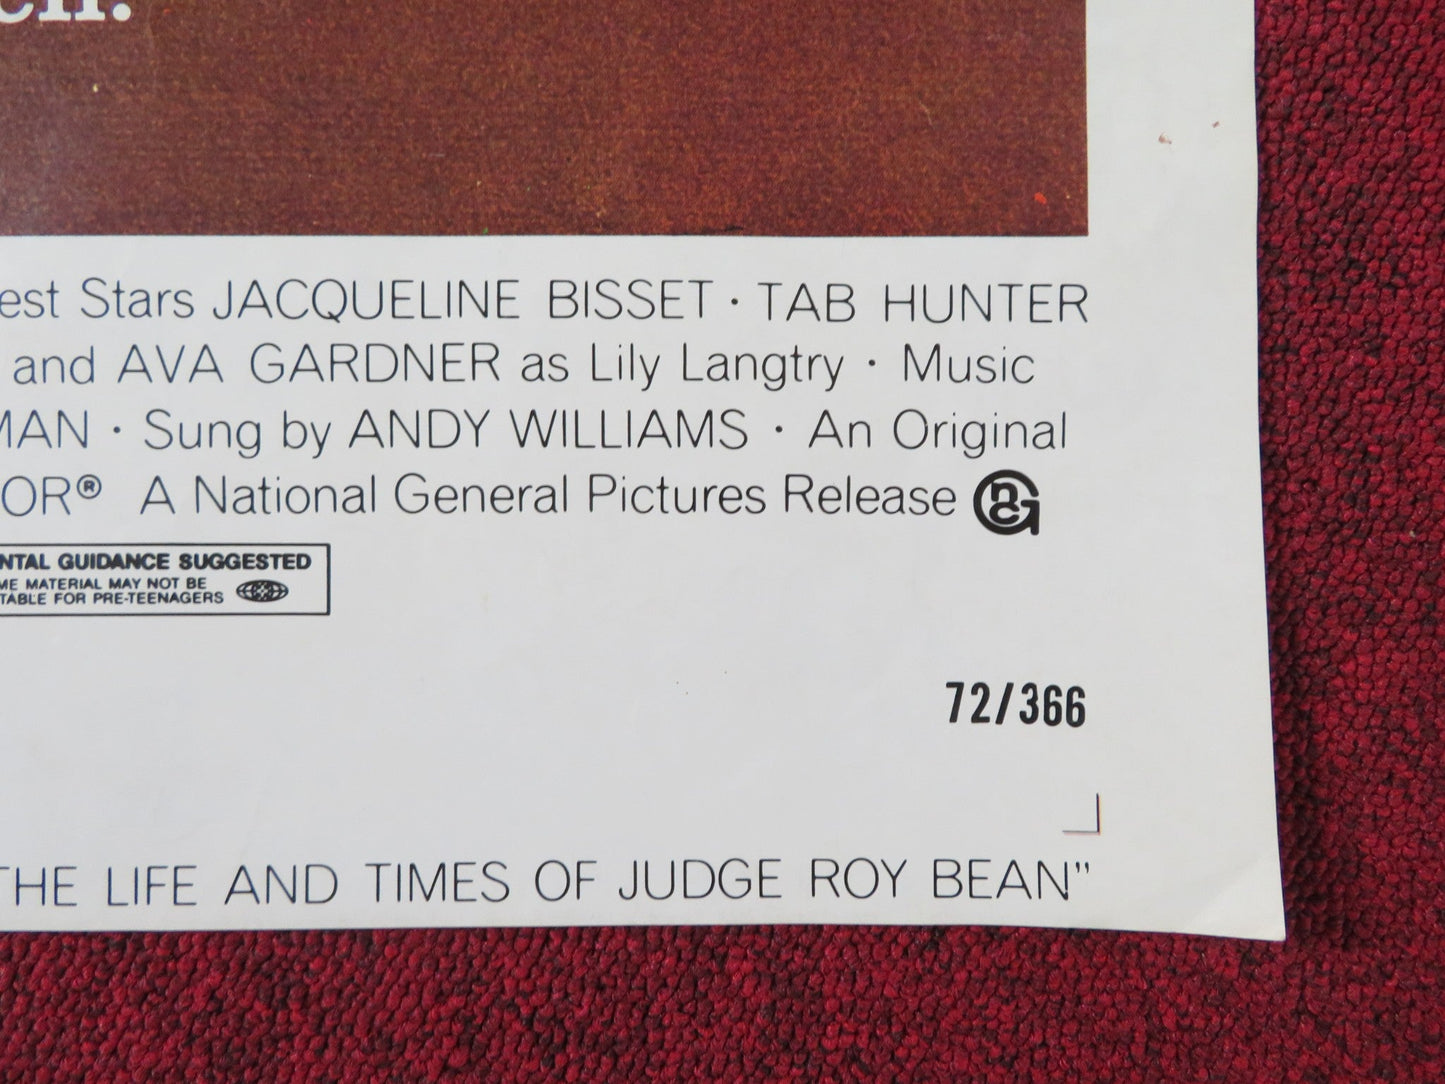 est Stars JACQUELINE BISSET · TAB HUNTER
and AVA GARDNER as Lily Langtry · Music
MAN · Sung by ANDY WILLIAMS · An Original
OR® A National General Pictures Release
NTAL GUIDANCE SUGGESTED
ME MATERIAL MAY NOT BE
TABLE FOR PRE-TEENAGERS
72/366
THE LIFE AND TIMES OF JUDGE ROY BEAN”